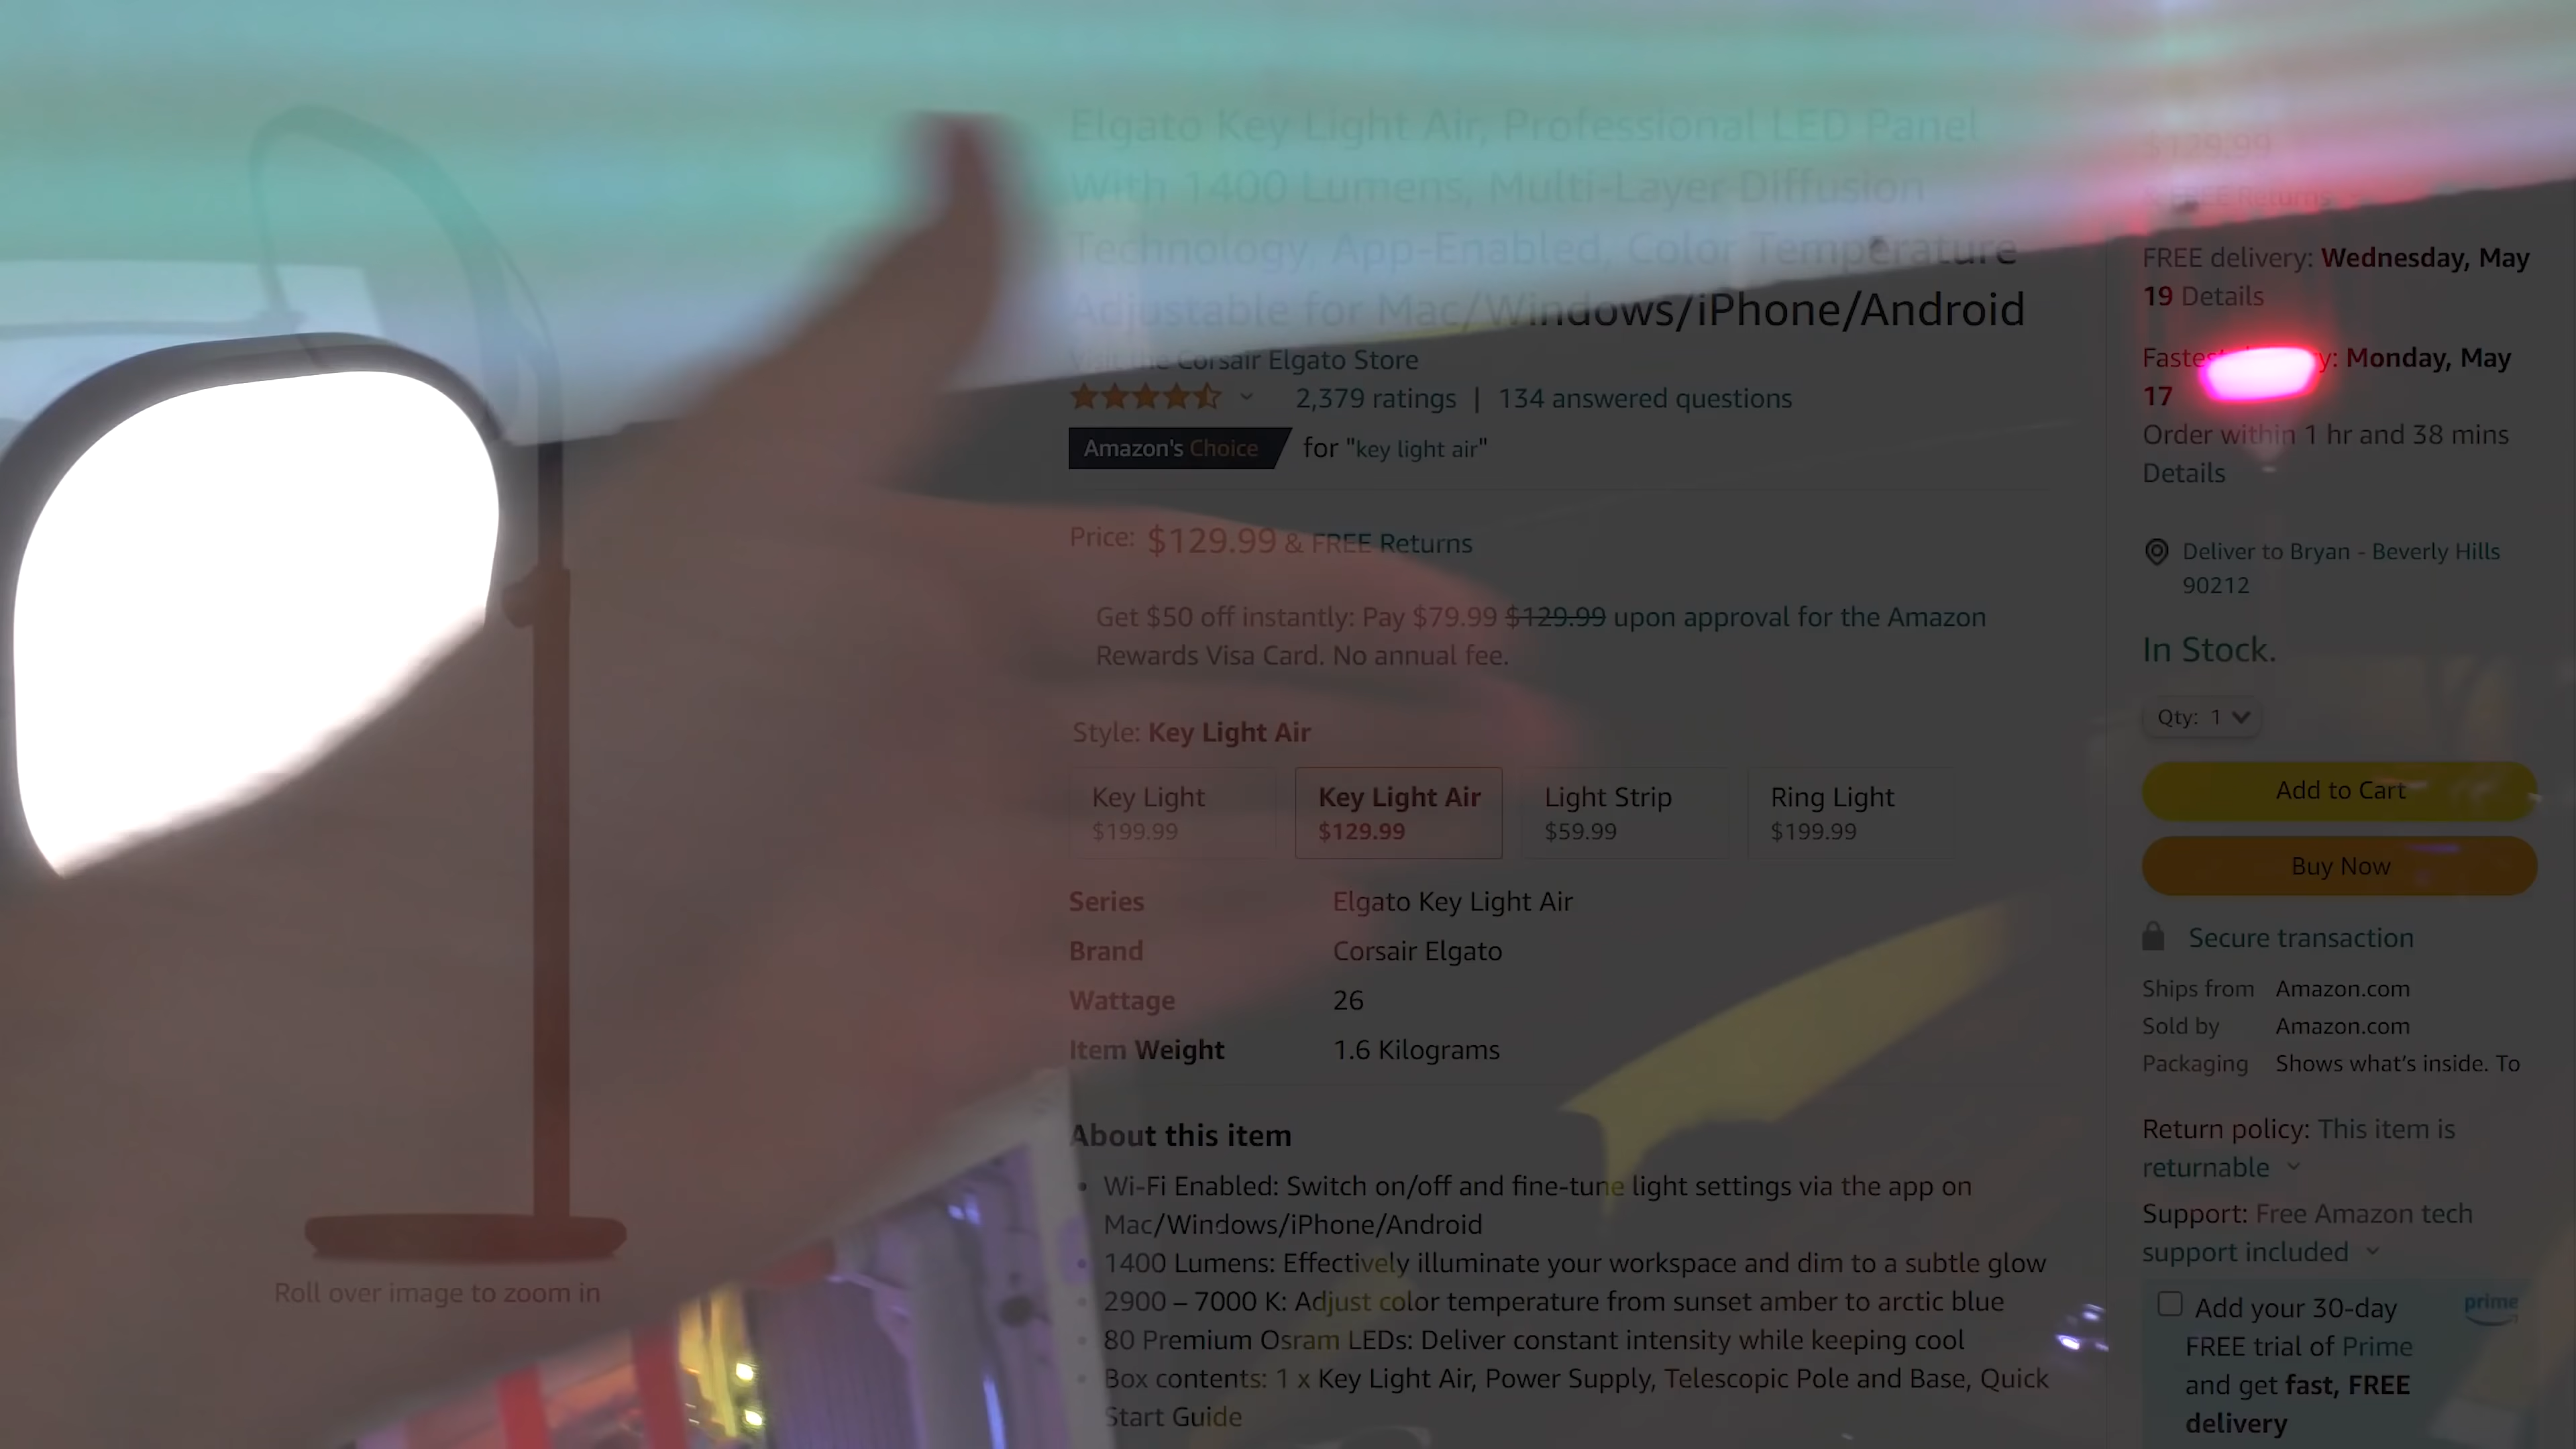 Elgato Key Light Air, Professional LED Panel
With 1400 Lumens, Multi-Layer Diffusion
Technology, App-Enabled, Color Temperature
Adjustable for Mac/Windows/iPhone/Android
Visit the Corsair Elgato Store
2,379 ratings | 134 answered questions
Amazon's Choice for "key light air"
Price: $129.99 & FREE Returns
Get $50 off instantly: Pay $79.99 $129.99 upon approval for the Amazon
Rewards Visa Card. No annual fee.
Style: Key Light Air
Key Light
$199.99
Key Light Air
$129.99
Light Strip
$59.99
Ring Light
$199.99
Series Elgato Key Light Air
Brand Corsair Elgato
Wattage 26
Item Weight 1.6 Kilograms
About this item
• Wi-Fi Enabled: Switch on/off and fine-tune light settings via the app on
Mac/Windows/iPhone/Android
• 1400 Lumens: Effectively illuminate your workspace and dim to a subtle glow
• 2900 – 7000 K: Adjust color temperature from sunset amber to arctic blue
• 80 Premium Osram LEDs: Deliver constant intensity while keeping cool
• Box contents: 1 x Key Light Air, Power Supply, Telescopic Pole and Base, Quick
Start Guide
Roll over image to zoom in
$129.99
& FREE Returns
FREE delivery: Wednesday, May
19 Details
Monday, May
17
Order within 1 hr and 38 mins
Details
Deliver to Bryan - Beverly Hills
90212
In Stock.
Qty: 1
Add to Cart
Buy Now
Secure transaction
Ships from Amazon.com
Sold by Amazon.com
Packaging Shows what's inside. To
Return policy: This item is
returnable
Support: Free Amazon tech
support included
Add your 30-day
FREE trial of Prime
and get fast, FREE
delivery
prime